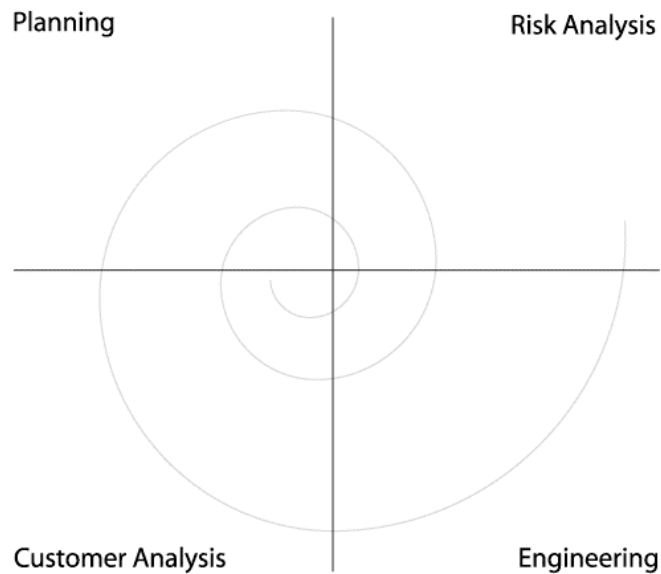 Planning
Risk Analysis
Customer Analysis
Engineering